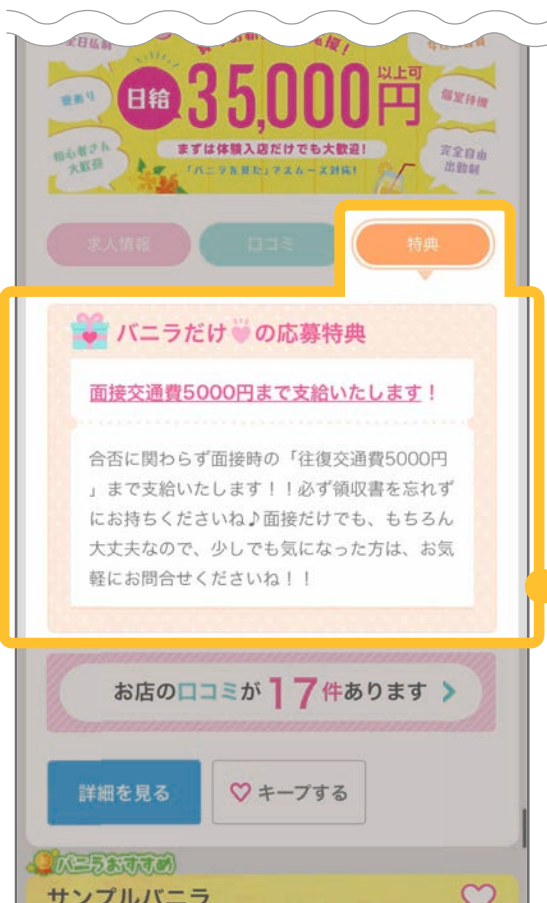 全日払制
日給
35,000円
以上可
寮あり
個室待機
初心者さん
大歓迎
まずは体験入店だけでも大歓迎!
「バニラを見た」でスムーズ対応!
完全自由
出勤制
求人情報
口コミ
特典
バニラだけの応募特典
面接交通費5000円まで支給いたします!
合否に関わらず面接時の「往復交通費5000円
」まで支給いたします!!必ず領収書を忘れず
にお持ちくださいね♪面接だけでも、もちろん
大丈夫なので、少しでも気になった方は、お気
軽にお問合せくださいね!!
お店の口コミが17件あります
詳細を見る
キープする
バニラおすすめ
サンプルバニラ